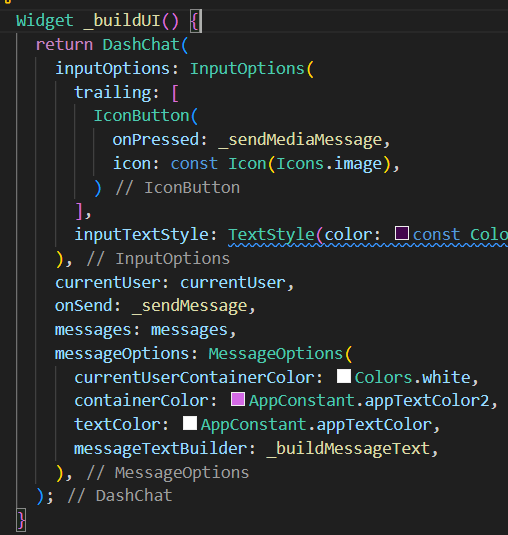 Widget _buildUI() {
return DashChat(
inputOptions: InputOptions(
trailing: [
IconButton(
onPressed: _sendMediaMessage,
icon: const Icon(Icons.image),
) // IconButton
],
inputTextStyle: TextStyle(color: const Colo
), // InputOptions
currentUser: currentUser,
onSend: _sendMessage,
messages: messages,
messageOptions: MessageOptions(
currentUserContainerColor: Colors.white,
containerColor: AppConstant.appTextColor2,
textColor: AppConstant.appTextColor,
messageTextBuilder: _buildMessageText,
), // MessageOptions
); // DashChat
}